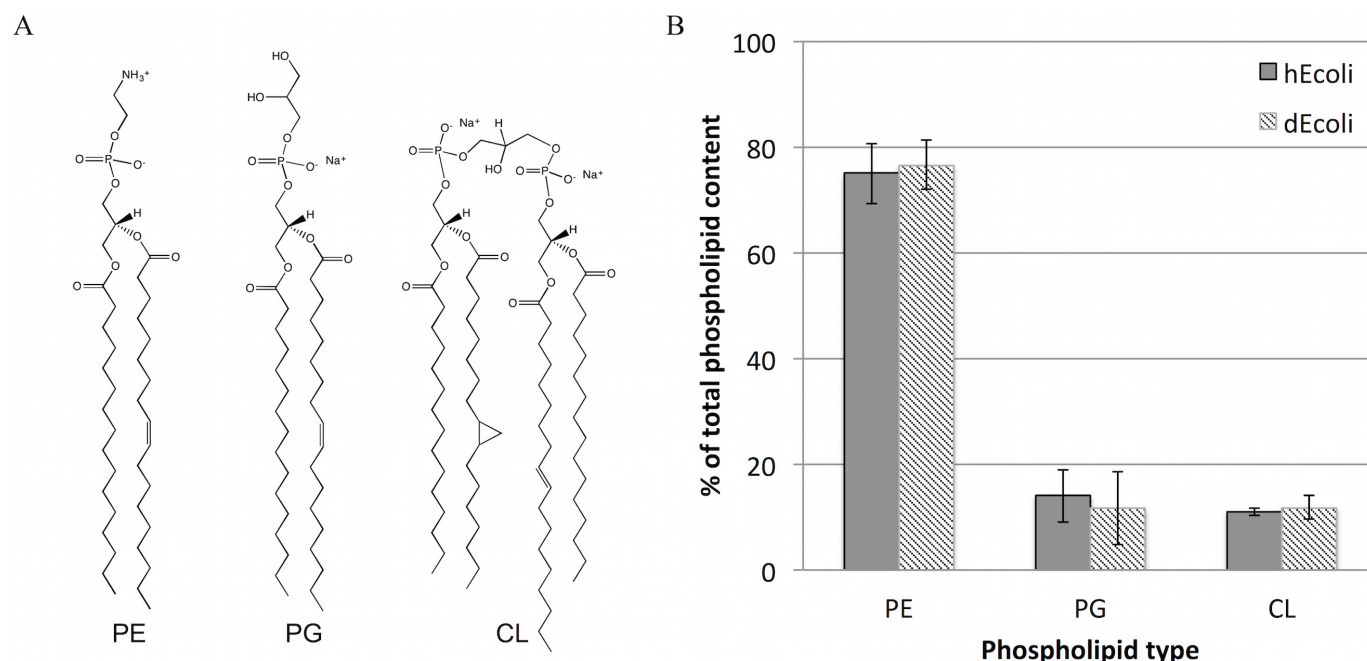 A
NH₃⁺
O
O P O⁻
O
H
O
O
O
O
PE
HO
HO
O
O P O⁻ Na⁺
O
H
O
O
O
O
PG
O⁻ Na⁺
H
O P O
HO
O
O P O⁻ Na⁺
O
O
H
H
O
O
O
O
O
O
O
O
CL
B
% of total phospholipid content
100
80
60
40
20
0
hEcoli
dEcoli
PE PG CL
Phospholipid type